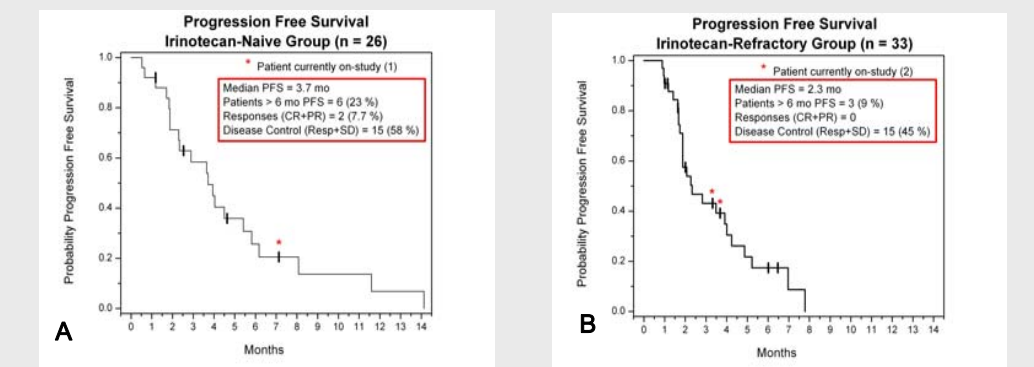 Progression Free Survival
Irinotecan-Naive Group (n = 26)
* Patient currently on-study (1)
Median PFS = 3.7 mo
Patients > 6 mo PFS = 6 (23 %)
Responses (CR+PR) = 2 (7.7 %)
Disease Control (Resp+SD) = 15 (58 %)
Probability Progression Free Survival
1.0
0.8
0.6
0.4
0.2
0.0
*
0 1 2 3 4 5 6 7 8 9 10 11 12 13 14
Months
A
Progression Free Survival
Irinotecan-Refractory Group (n = 33)
* Patient currently on-study (2)
Median PFS = 2.3 mo
Patients > 6 mo PFS = 3 (9 %)
Responses (CR+PR) = 0
Disease Control (Resp+SD) = 15 (45 %)
Probability Progression Free Survival
1.0
0.8
0.6
0.4
0.2
0.0
*
*
0 1 2 3 4 5 6 7 8 9 10 11 12 13 14
Months
B